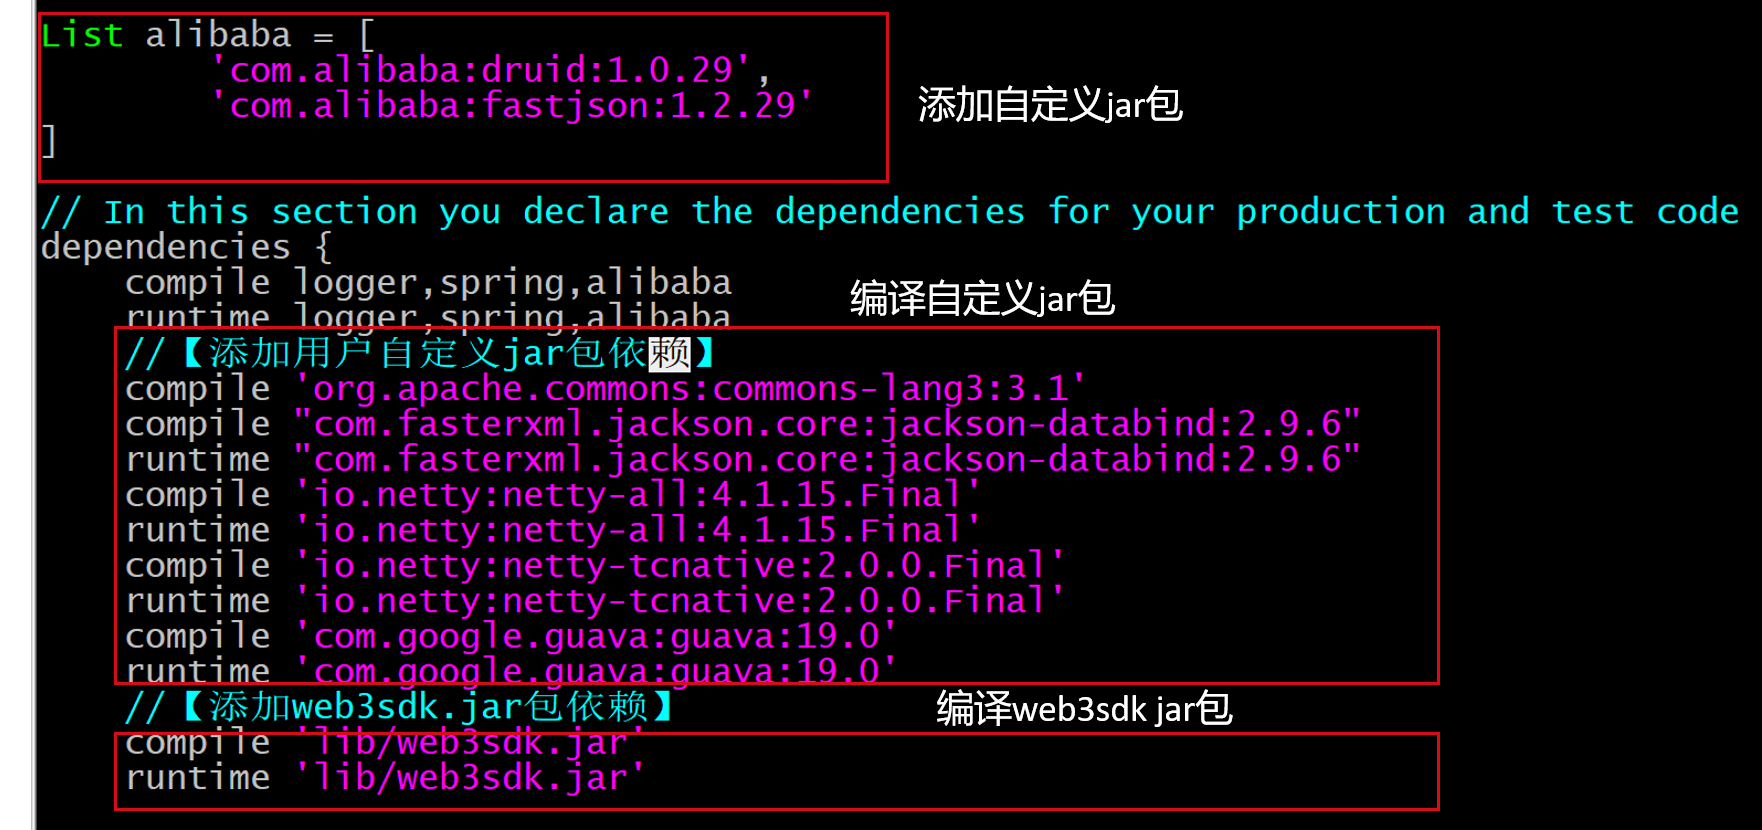 List alibaba = [
'com.alibaba:druid:1.0.29',
'com.alibaba:fastjson:1.2.29'
添加自定义jar包
]
// In this section you declare the dependencies for your production and test code
dependencies {
compile logger,spring,alibaba
编译自定义jar包
runtime logger,spring,alibaba
//【添加用户自定义jar包依赖】
compile 'org.apache.commons:commons-lang3:3.1'
compile "com.fasterxml.jackson.core:jackson-databind:2.9.6"
runtime "com.fasterxml.jackson.core:jackson-databind:2.9.6"
compile 'io.netty:netty-all:4.1.15.Final'
runtime 'io.netty:netty-all:4.1.15.Final'
compile 'io.netty:netty-tcnative:2.0.0.Final'
runtime 'io.netty:netty-tcnative:2.0.0.Final'
compile 'com.google.guava:guava:19.0'
runtime 'com.google.guava:guava:19.0'
//【添加web3sdk.jar包依赖】
编译web3sdk jar包
compile 'lib/web3sdk.jar'
runtime 'lib/web3sdk.jar'